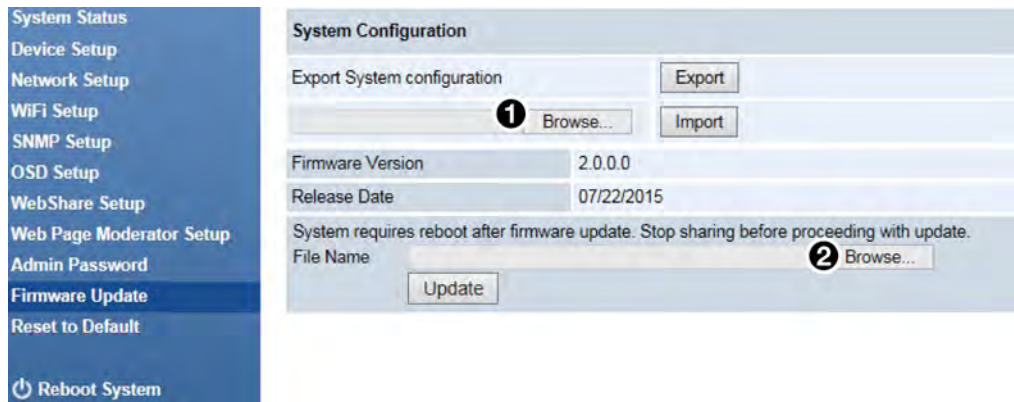 System Status
Device Setup
Network Setup
WiFi Setup
SNMP Setup
OSD Setup
WebShare Setup
Web Page Moderator Setup
Admin Password
Firmware Update
Reset to Default
Reboot System
System Configuration
Export System configuration Export
1 Browse... Import
Firmware Version 2.0.0.0
Release Date 07/22/2015
System requires reboot after firmware update. Stop sharing before proceeding with update.
File Name 2 Browse...
Update